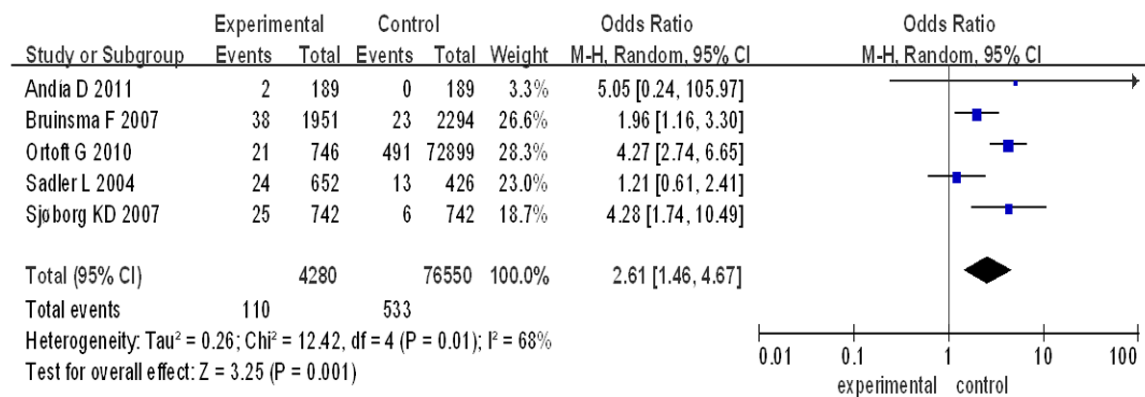 Experimental Control Odds Ratio Odds Ratio
Study or Subgroup Events Total Events Total Weight M-H, Random, 95% CI M-H, Random, 95% CI
Andia D 2011 2 189 0 189 3.3% 5.05 [0.24, 105.97]
Bruinsma F 2007 38 1951 23 2294 26.6% 1.96 [1.16, 3.30]
Ortoft G 2010 21 746 491 72899 28.3% 4.27 [2.74, 6.65]
Sadler L 2004 24 652 13 426 23.0% 1.21 [0.61, 2.41]
Sjøborg KD 2007 25 742 6 742 18.7% 4.28 [1.74, 10.49]
Total (95% CI) 4280 76550 100.0% 2.61 [1.46, 4.67]
Total events 110 533
Heterogeneity: Tau² = 0.26; Chi² = 12.42, df = 4 (P = 0.01); I² = 68%
Test for overall effect: Z = 3.25 (P = 0.001)
0.01 0.1 1 10 100
experimental control